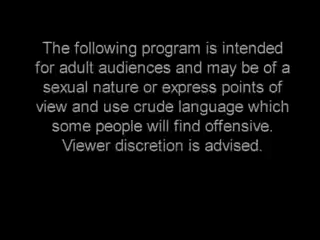 The following program is intended
for adult audiences and may be of a
sexual nature or express points of
view and use crude language which
some people will find offensive.
Viewer discretion is advised.